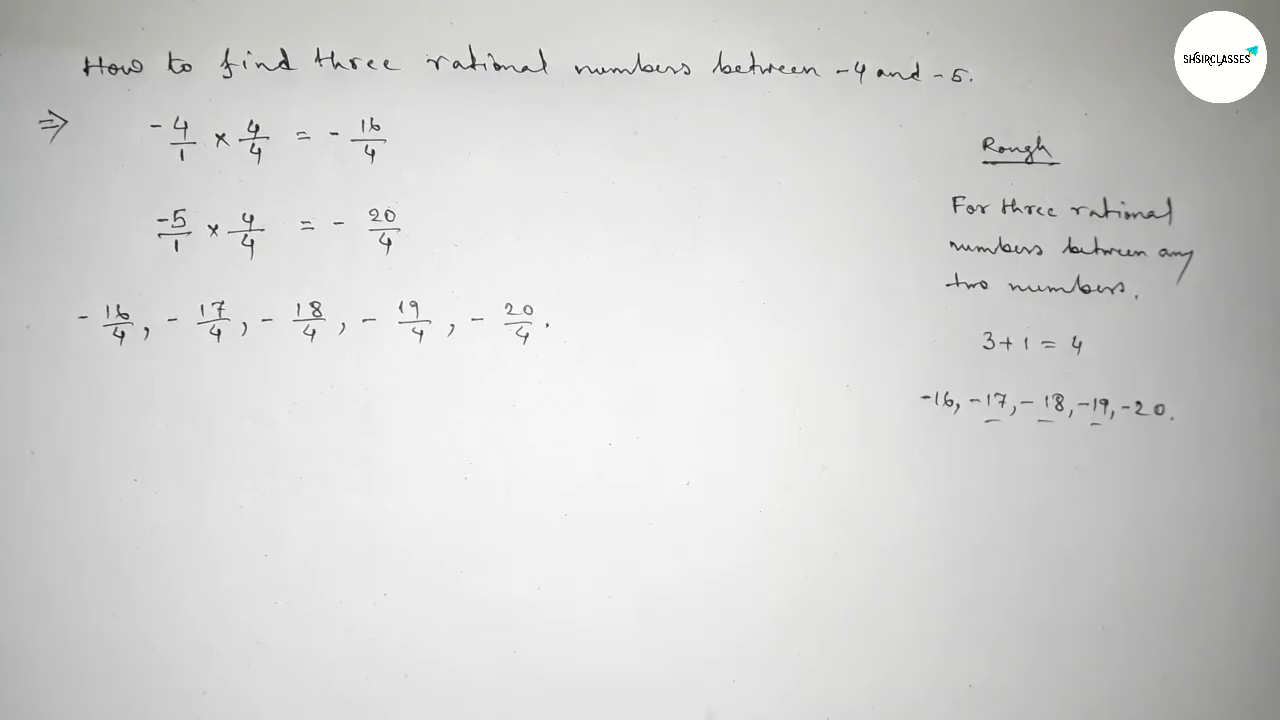 How to find three rational numbers between -4 and -5.
SHSIRCLASSES
⇒ -4/1 × 4/4 = - 16/4
-5/1 × 4/4 = - 20/4
- 16/4, - 17/4, - 18/4, - 19/4, - 20/4.
Rough
For three rational
numbers between any
two numbers.
3+1 = 4
-16, -17, -18, -19, -20.